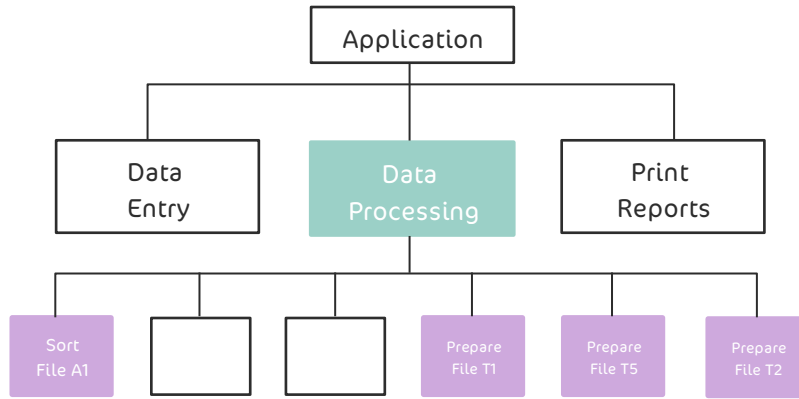 Application
Data
Entry
Data
Processing
Print
Reports
Sort
File A1
Prepare
File T1
Prepare
File T5
Prepare
File T2